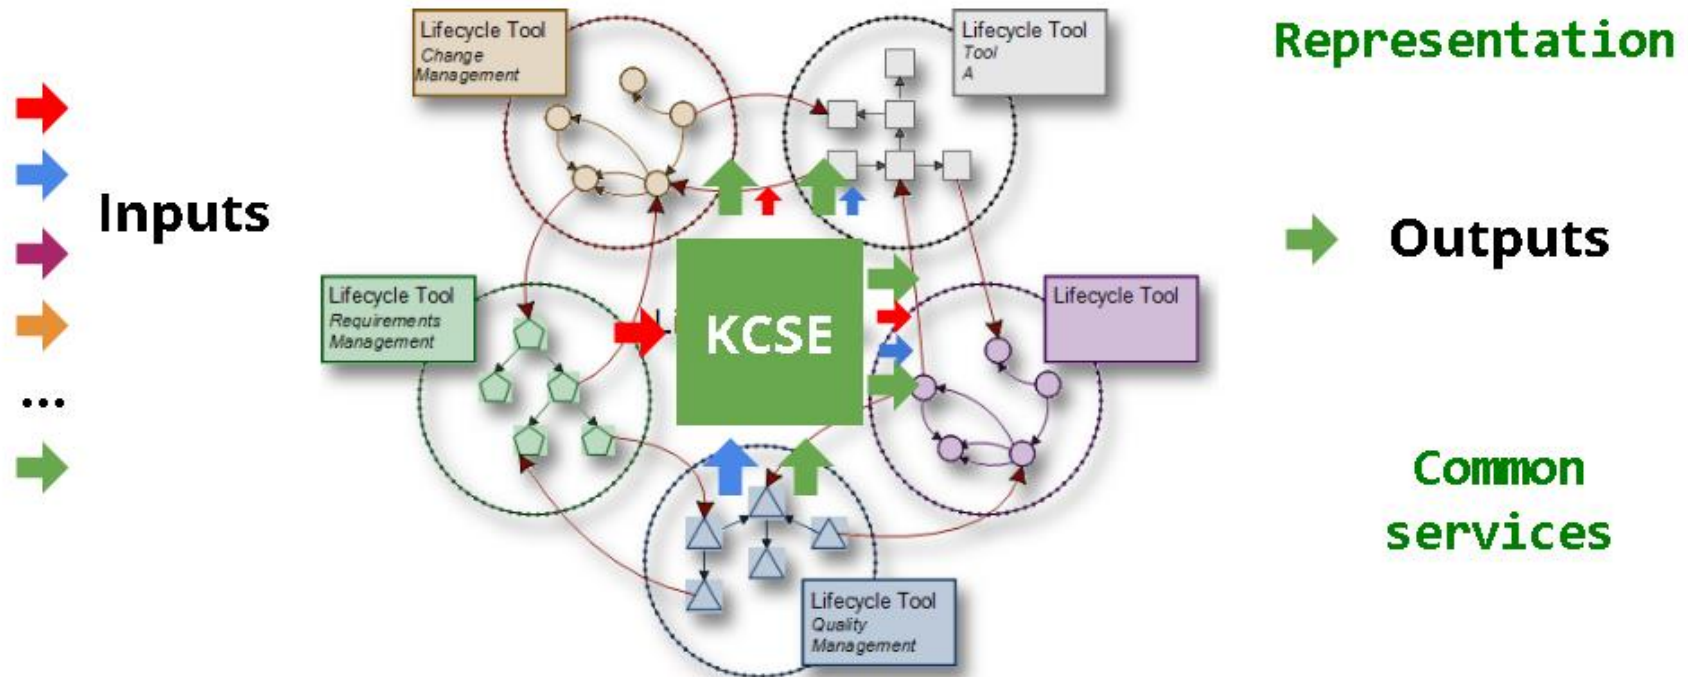 Lifecycle Tool
Change
Management
Lifecycle Tool
Tool
A
Representation
Inputs
Outputs
Lifecycle Tool
Requirements
Management
Li
KCSE
Lifecycle Tool
...
Common
services
Lifecycle Tool
Quality
Management